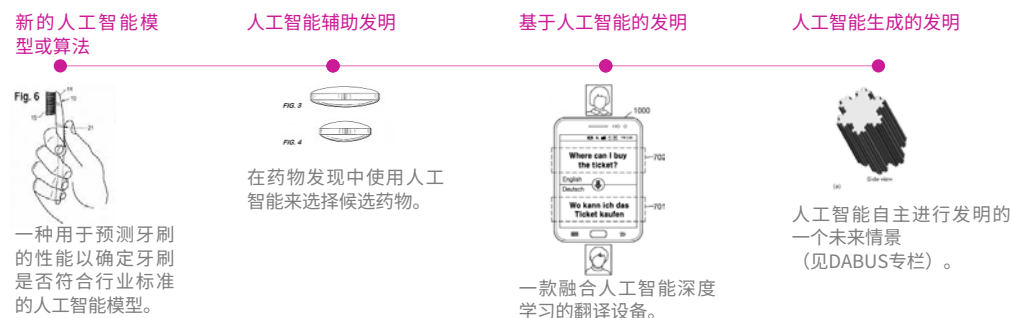 新的人工智能模
型或算法
人工智能辅助发明
基于人工智能的发明
人工智能生成的发明
Fig. 6
21
一种用于预测牙刷
的性能以确定牙刷
是否符合行业标准
的人工智能模型。
FIG. 3
FIG. 4
在药物发现中使用人工
智能来选择候选药物。
1000
Where can I buy
the ticket?
702
English
Deutsch
Wo kann ich das
Ticket kaufen
701
一款融合人工智能深度
学习的翻译设备。
(a)
Side view
人工智能自主进行发明的
一个未来情景
（见DABUS专栏）。